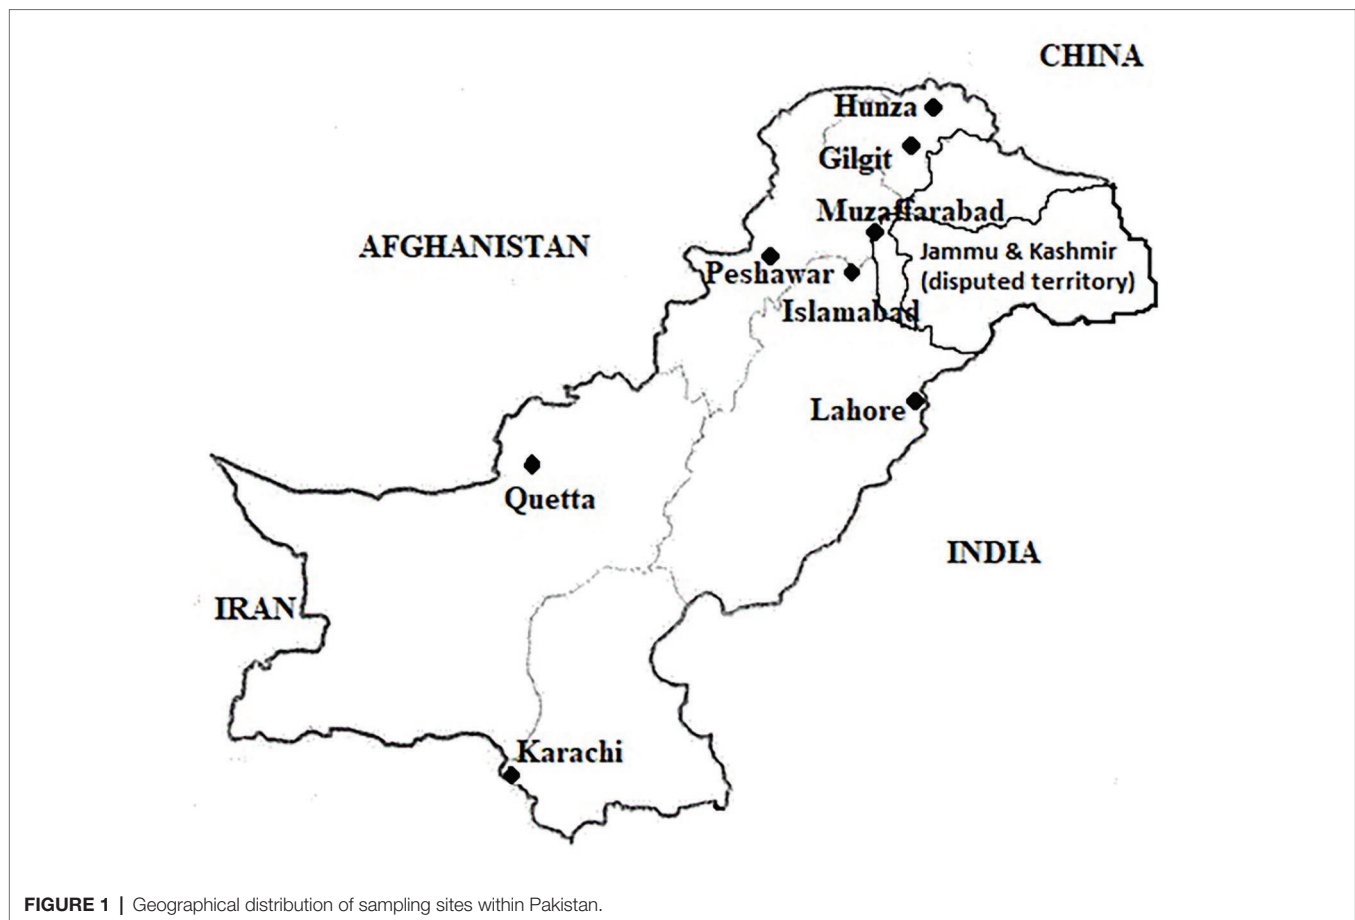 CHINA
Hunza
Gilgit
Muzaffarabad
AFGHANISTAN
Jammu & Kashmir
(disputed territory)
Peshawar
Islamabad
Lahore
Quetta
INDIA
IRAN
Karachi
FIGURE 1 | Geographical distribution of sampling sites within Pakistan.